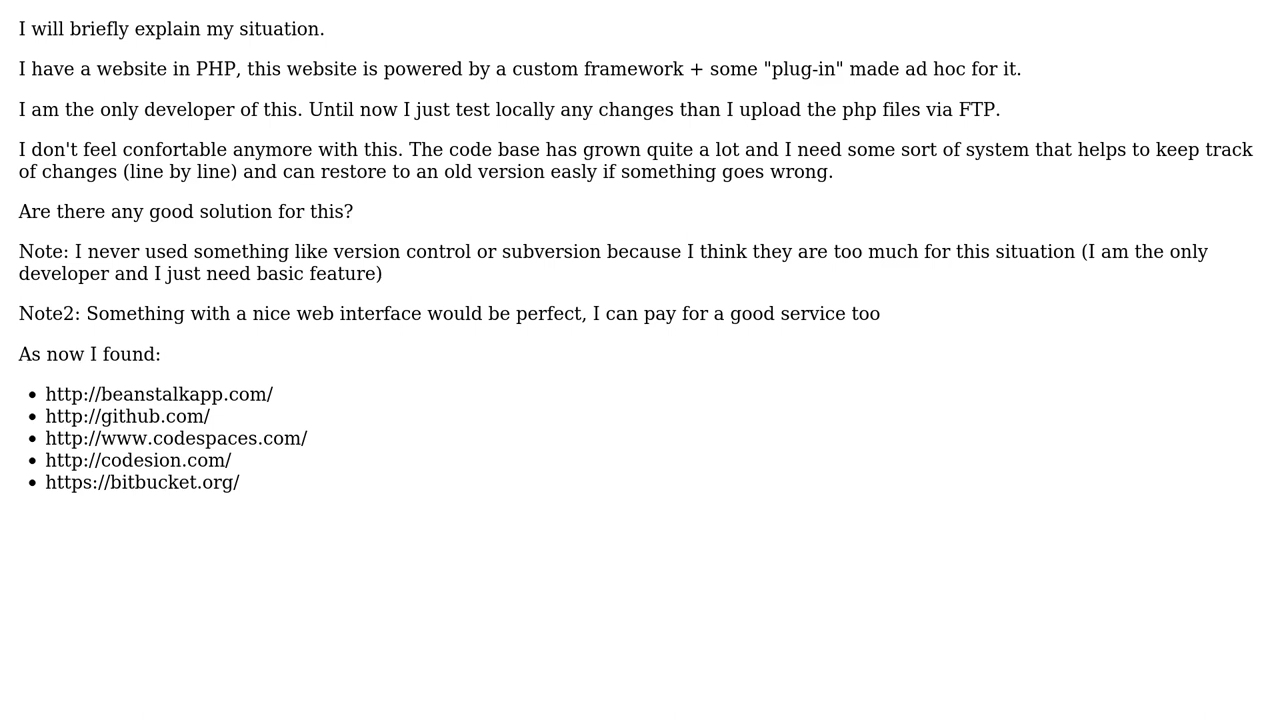 I will briefly explain my situation.
I have a website in PHP, this website is powered by a custom framework + some "plug-in" made ad hoc for it.
I am the only developer of this. Until now I just test locally any changes than I upload the php files via FTP.
I don't feel confortable anymore with this. The code base has grown quite a lot and I need some sort of system that helps to keep track
of changes (line by line) and can restore to an old version easly if something goes wrong.
Are there any good solution for this?
Note: I never used something like version control or subversion because I think they are too much for this situation (I am the only
developer and I just need basic feature)
Note2: Something with a nice web interface would be perfect, I can pay for a good service too
As now I found:
• http://beanstalkapp.com/
• http://github.com/
• http://www.codespaces.com/
• http://codesion.com/
• https://bitbucket.org/